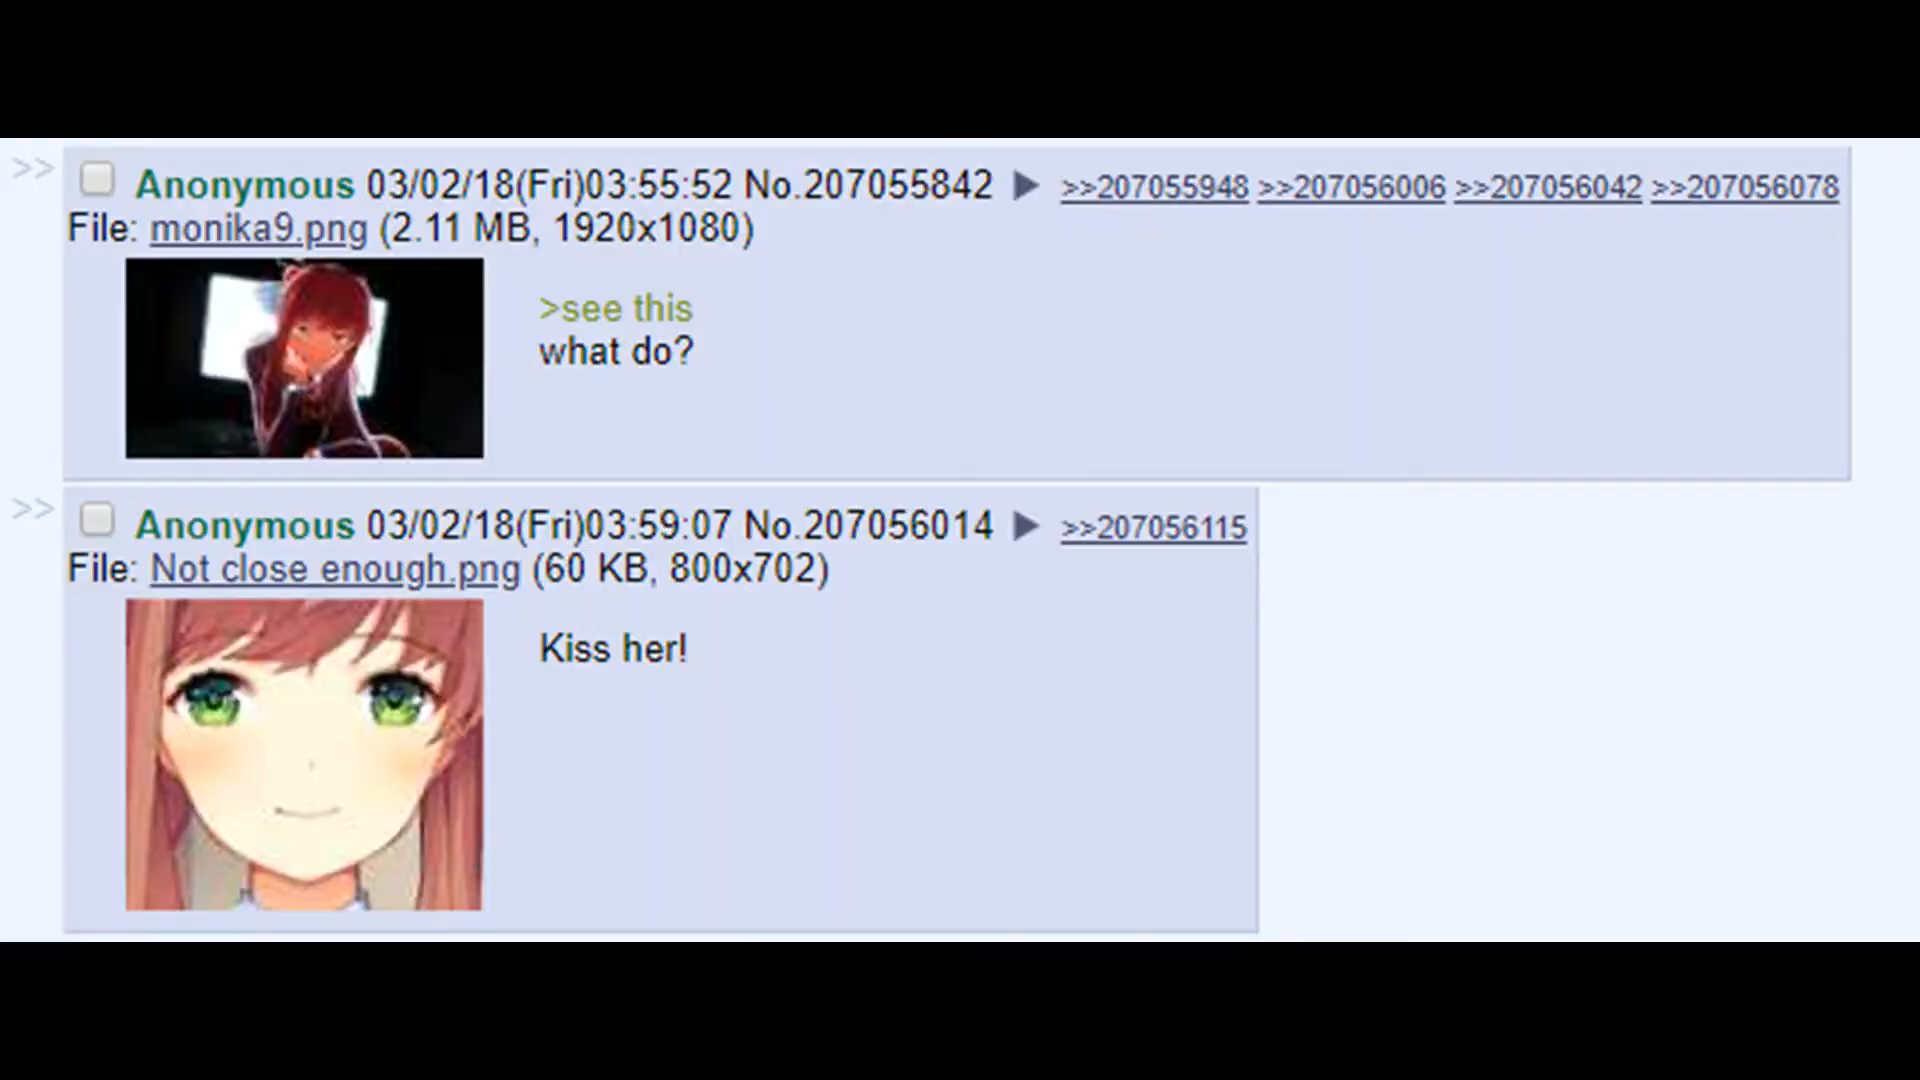 >> Anonymous 03/02/18(Fri)03:55:52 No.207055842 ▶ >>207055948 >>207056006 >>207056042 >>207056078
File: monika9.png (2.11 MB, 1920x1080)
>see this
what do?
>> Anonymous 03/02/18(Fri)03:59:07 No.207056014 ▶ >>207056115
File: Not close enough.png (60 KB, 800x702)
Kiss her!